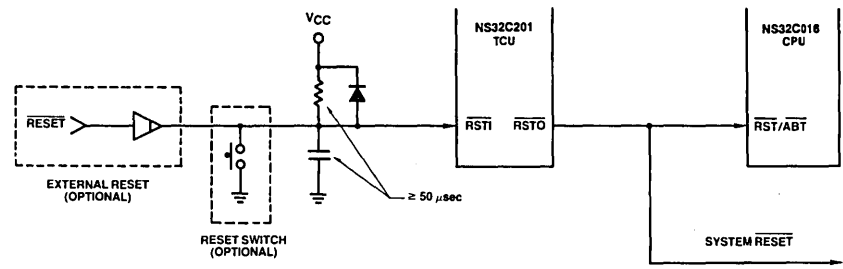 VCC
NS32C201
TCU
NS32C016
CPU
RESET
RSTI
RSTO
RST/ABT
EXTERNAL RESET
(OPTIONAL)
≥ 50 μsec
RESET SWITCH
(OPTIONAL)
SYSTEM RESET